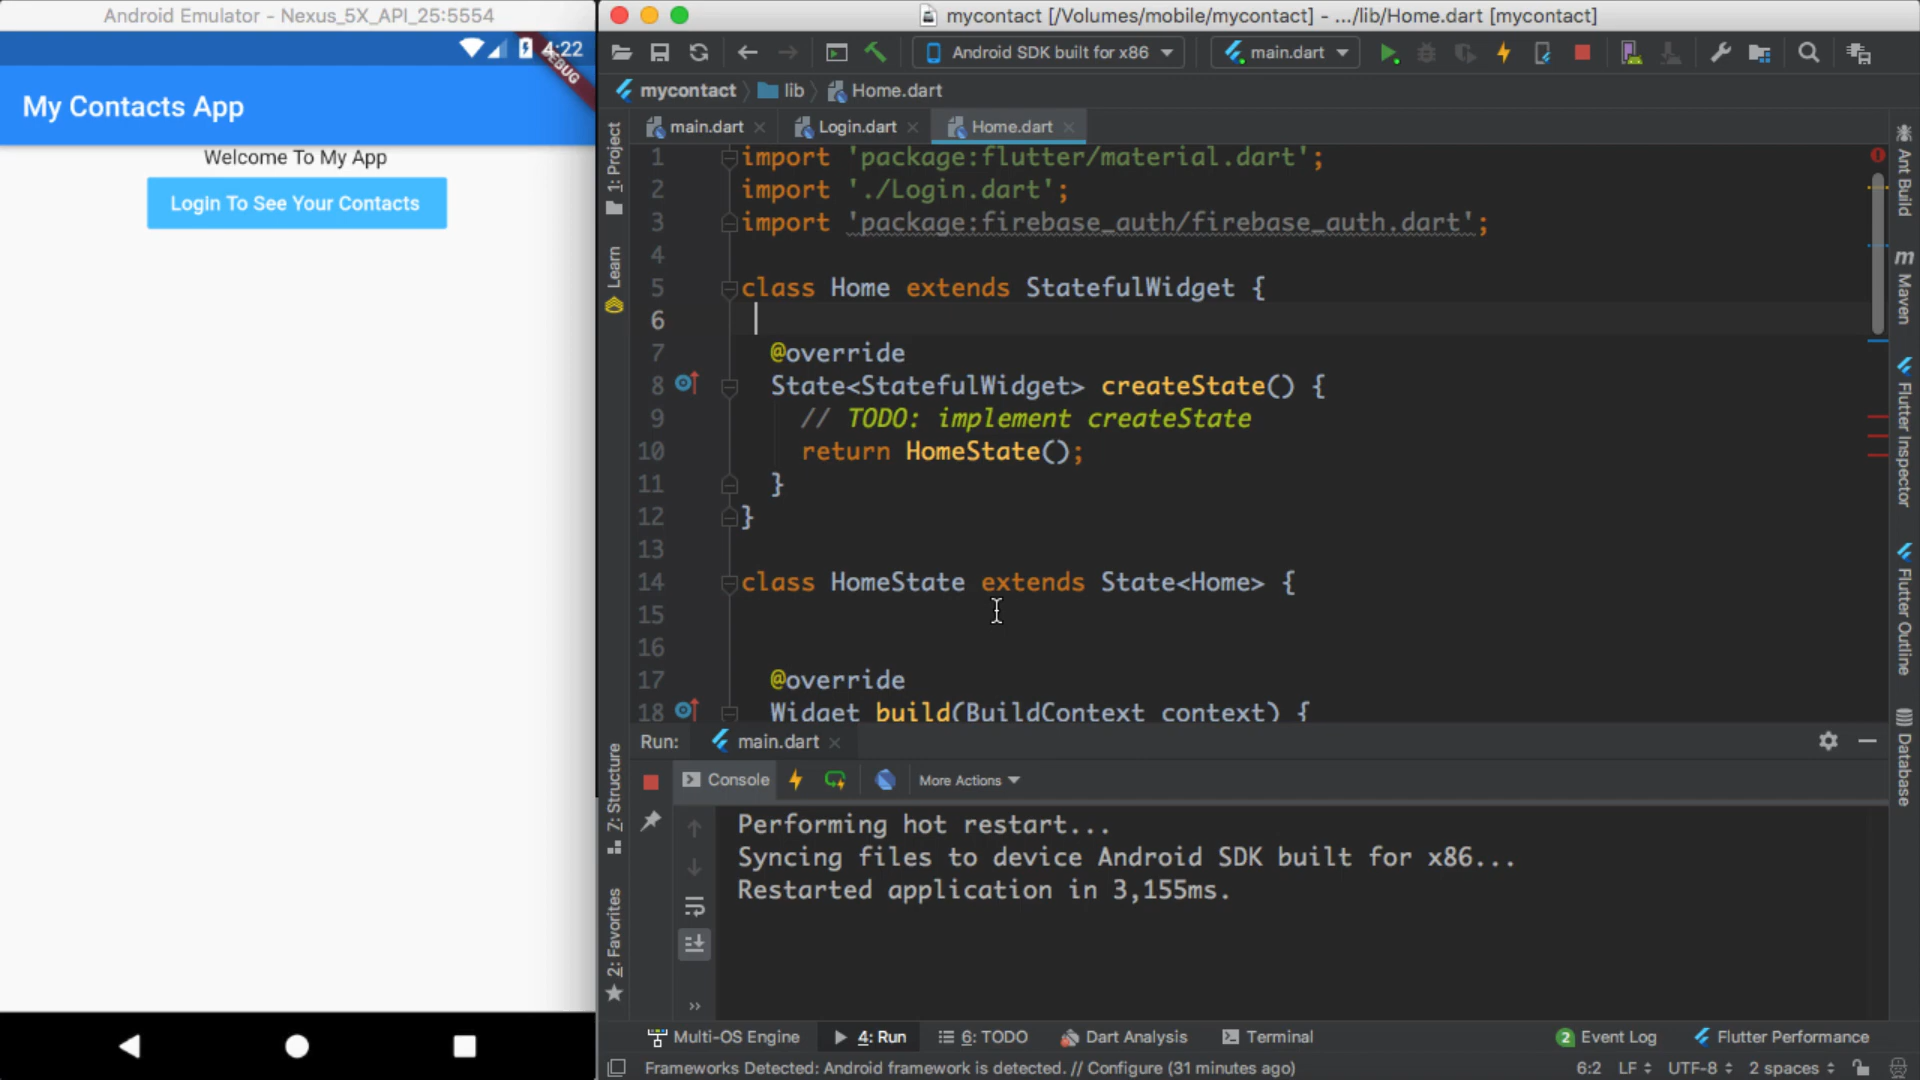 Android Emulator - Nexus_5X_API_25:5554
4:22
DEBUG
My Contacts App
Welcome To My App
Login To See Your Contacts
mycontact [/Volumes/mobile/mycontact] - .../lib/Home.dart [mycontact]
Android SDK built for x86
main.dart
mycontact
lib
Home.dart
main.dart
Login.dart
Home.dart
1: Project
Learn
Z: Structure
2: Favorites
1 import 'package:flutter/material.dart';
2 import './Login.dart';
3 import 'package:firebase_auth/firebase_auth.dart';
4
5 class Home extends StatefulWidget {
6
7 @override
8 State<StatefulWidget> createState() {
9 // TODO: implement createState
10 return HomeState();
11 }
12 }
13
14 class HomeState extends State<Home> {
15
16
17 @override
18 Widget build(BuildContext context) {
Ant Build
m Maven
Flutter Inspector
Flutter Outline
Database
Run:
main.dart
Console
More Actions
Performing hot restart...
Syncing files to device Android SDK built for x86...
Restarted application in 3,155ms.
»
Multi-OS Engine
4: Run
6: TODO
Dart Analysis
Terminal
2 Event Log
Flutter Performance
Frameworks Detected: Android framework is detected. // Configure (31 minutes ago)
6:2
LF
UTF-8
2 spaces